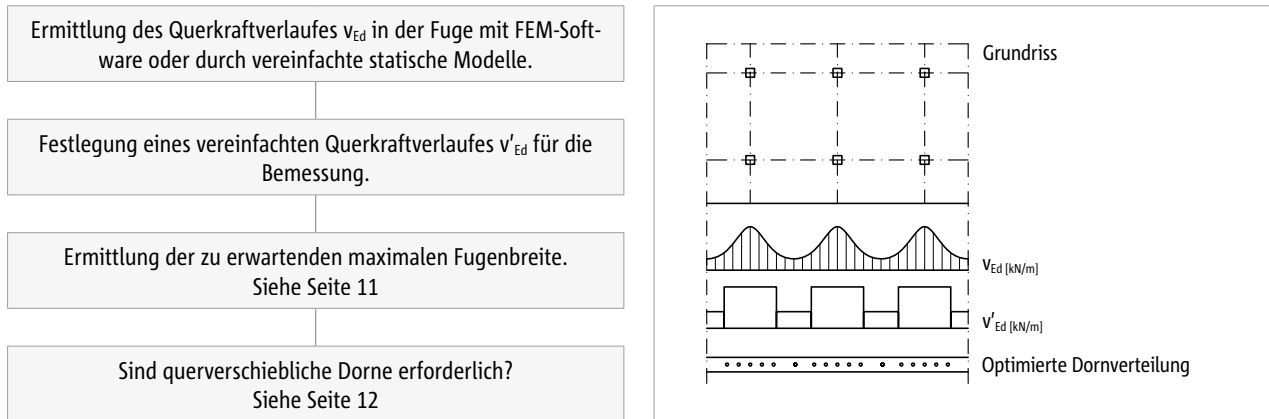 Ermittlung des Querkraftverlaufes vEd in der Fuge mit FEM-Soft-
ware oder durch vereinfachte statische Modelle.
Festlegung eines vereinfachten Querkraftverlaufes v'Ed für die
Bemessung.
Ermittlung der zu erwartenden maximalen Fugenbreite.
Siehe Seite 11
Sind querverschiebliche Dorne erforderlich?
Siehe Seite 12
Grundriss
vEd [kN/m]
v'Ed [kN/m]
Optimierte Dornverteilung